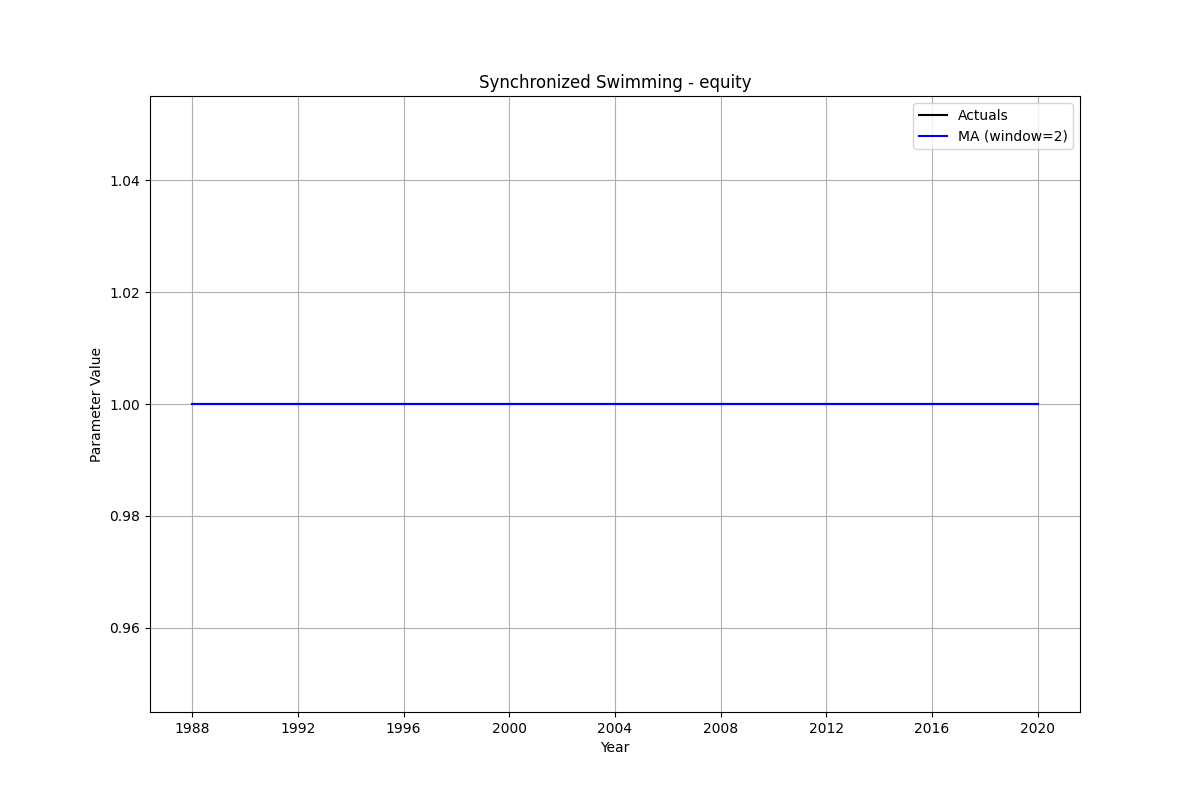 Synchronized Swimming - equity
Actuals
MA (window=2)
1.04
1.02
1.00
0.98
0.96
Parameter Value
1988 1992 1996 2000 2004 2008 2012 2016 2020
Year